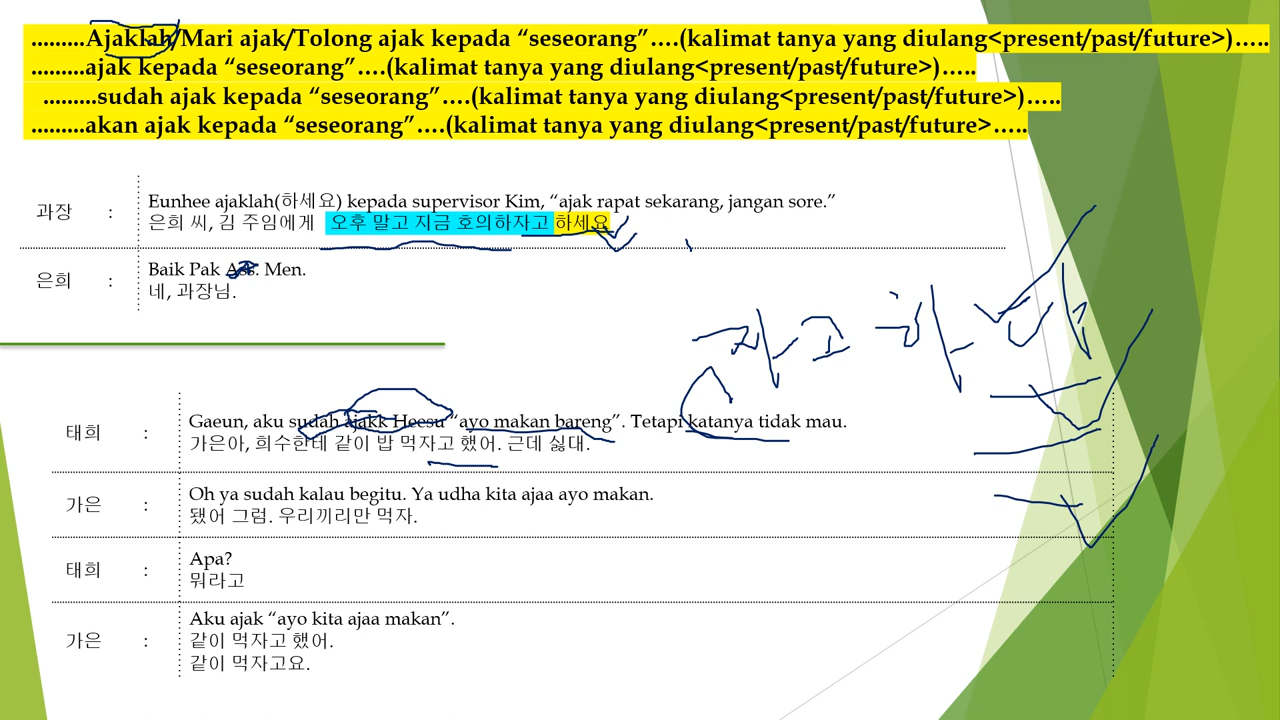 .........Ajaklah/Mari ajak/Tolong ajak kepada “seseorang”….(kalimat tanya yang diulang<present/past/future>)…..
.........ajak kepada “seseorang”….(kalimat tanya yang diulang<present/past/future>)…..
.........sudah ajak kepada “seseorang”….(kalimat tanya yang diulang<present/past/future>)…..
.........akan ajak kepada “seseorang”….(kalimat tanya yang diulang<present/past/future>…..
과장 : Eunhee ajaklah(하세요) kepada supervisor Kim, “ajak rapat sekarang, jangan sore.”
은희 씨, 김 주임에게 오후 말고 지금 호의하자고 하세요
은희 : Baik Pak Ass. Men.
네, 과장님.
자고 하
태희 : Gaeun, aku sudah ajakk Heesu “ayo makan bareng”. Tetapi katanya tidak mau.
가은아, 희수한테 같이 밥 먹자고 했어. 근데 싫대.
가은 : Oh ya sudah kalau begitu. Ya udha kita ajaa ayo makan.
됐어 그럼. 우리끼리만 먹자.
태희 : Apa?
뭐라고
가은 : Aku ajak “ayo kita ajaa makan”.
같이 먹자고 했어.
같이 먹자고요.